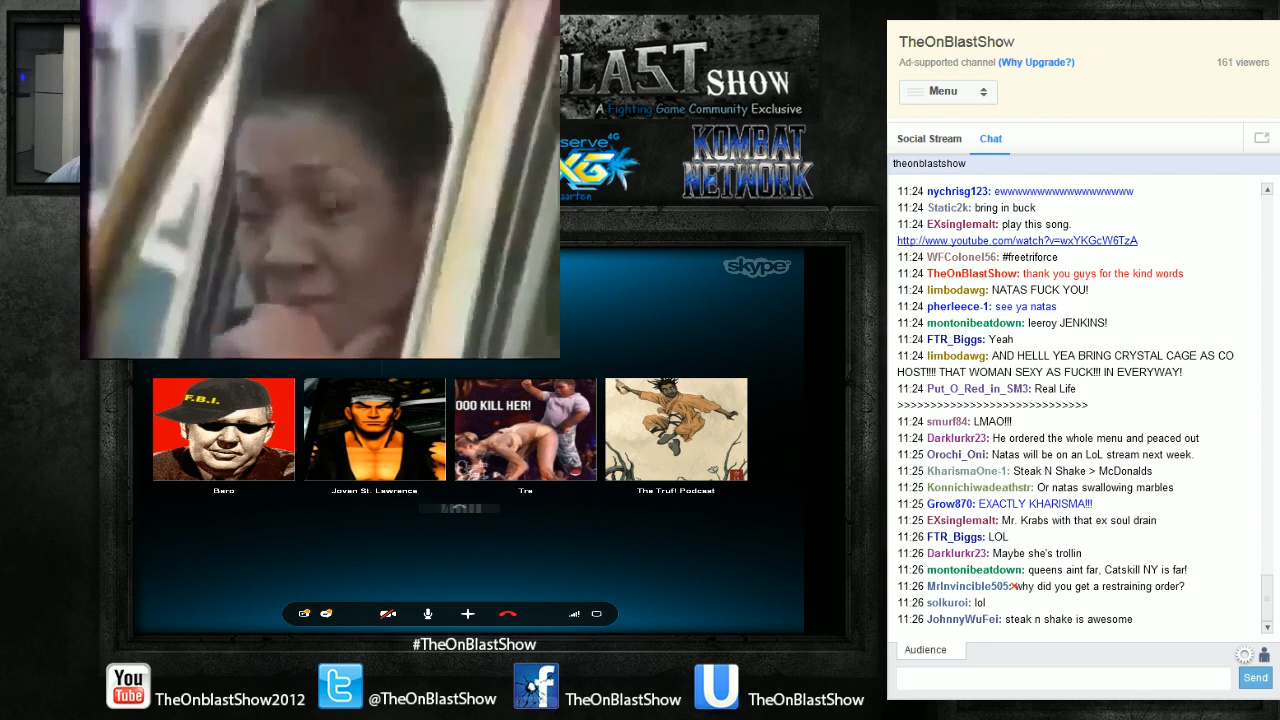 BLAST SHOW
A Fighting Game Community Exclusive
serve 4G
XG
KOMBAT
NETWORK
skype
F.B.I.
OOO KILL HER!
Baro
Jovan St. Lawrence
Tre
The Truf! Podcast
#TheOnBlastShow
You
Tube
TheOnblastShow2012
@TheOnBlastShow
TheOnBlastShow
TheOnBlastShow
TheOnBlastShow
Ad-supported channel (Why Upgrade?)
161 viewers
Menu
Social Stream
Chat
theonblastshow
11:24 nychrisg123: ewwwwwwwwwwwwwwwwwww
11:24 Static2k: bring in buck
11:24 EXsinglemalt: play this song.
http://www.youtube.com/watch?v=wxYKGcW6TzA
11:24 WFColonel56: #freetriforce
11:24 TheOnBlastShow: thank you guys for the kind words
11:24 limbodawg: NATAS FUCK YOU!
11:24 pherleece-1: see ya natas
11:24 montonibeatdown: leeroy JENKINS!
11:24 FTR_Biggs: Yeah
11:24 limbodawg: AND HELLL YEA BRING CRYSTAL CAGE AS CO
HOST!!!! THAT WOMAN SEXY AS FUCK!!! IN EVERYWAY!
11:24 Put_O_Red_in_SM3: Real Life
>>>>>>>>>>>>>>>>>>>>>>>>>>>>>
11:24 smurf84: LMAO!!!
11:24 Darklurkr23: He ordered the whole menu and peaced out
11:25 Orochi_Oni: Natas will be on an LoL stream next week.
11:25 KharismaOne-1: Steak N Shake > McDonalds
11:25 Konnichiwadeathstr: Or natas swallowing marbles
11:25 Grow870: EXACTLY KHARISMA!!!
11:25 EXsinglemalt: Mr. Krabs with that ex soul drain
11:26 FTR_Biggs: LOL
11:26 Darklurkr23: Maybe she's trollin
11:26 montonibeatdown: queens aint far, Catskill NY is far!
11:26 MrInvincible505: why did you get a restraining order?
11:26 solkuroi: lol
11:26 JohnnyWuFei: steak n shake is awesome
Audience
Send